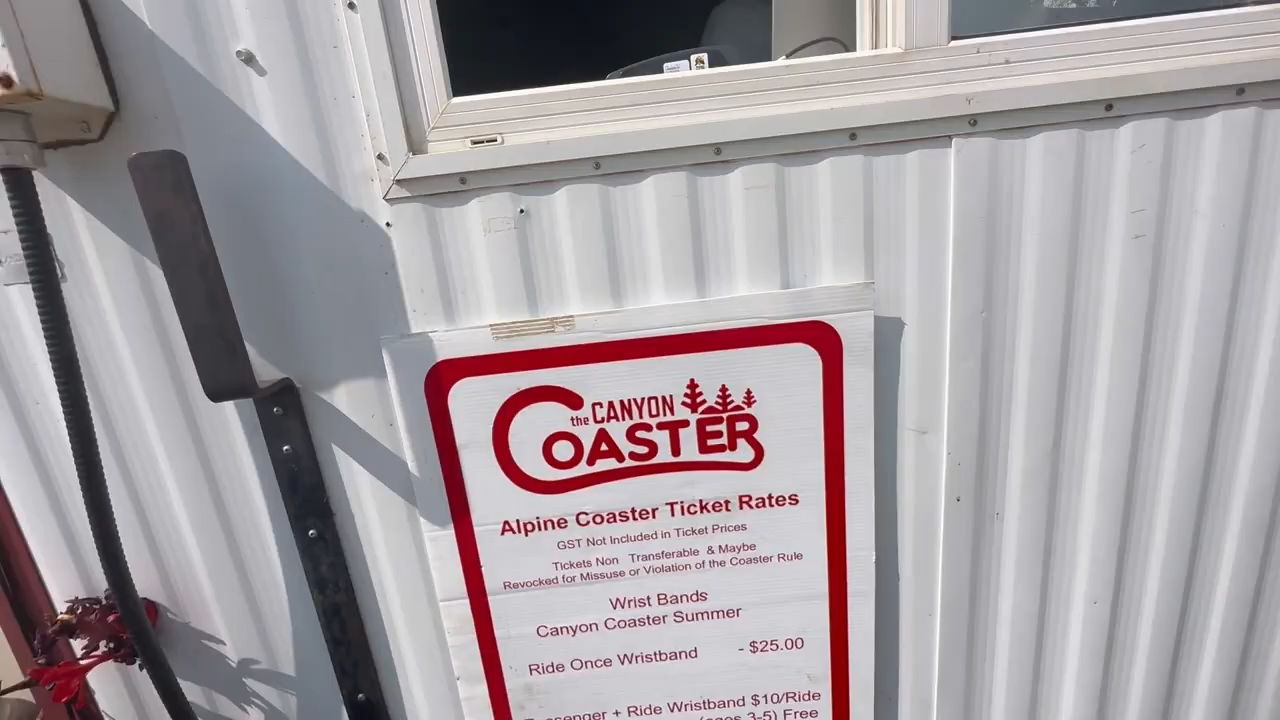 the CANYON
COASTER
Alpine Coaster Ticket Rates
GST Not Included in Ticket Prices
Tickets Non Transferable & Maybe
Revoked for Missuse or Violation of the Coaster Rule
Wrist Bands
Canyon Coaster Summer
Ride Once Wristband - $25.00
Passenger + Ride Wristband $10/Ride
(ages 3-5) Free